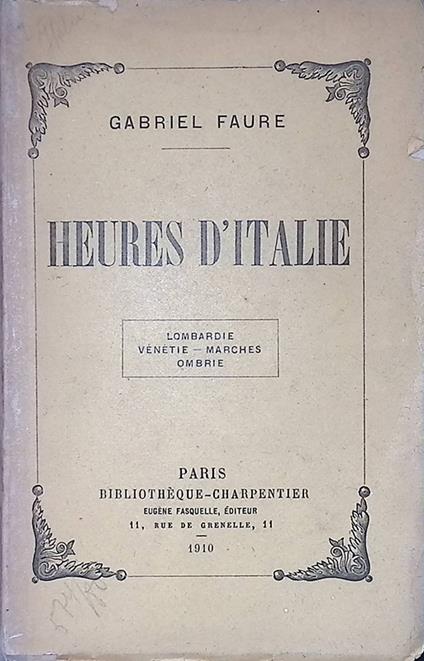 GABRIEL FAURE
HEURES D'ITALIE
LOMBARDIE
VÉNÉTIE — MARCHES
OMBRIE
PARIS
BIBLIOTHÈQUE-CHARPENTIER
EUGÈNE FASQUELLE, ÉDITEUR
11, RUE DE GRENELLE, 11
1910